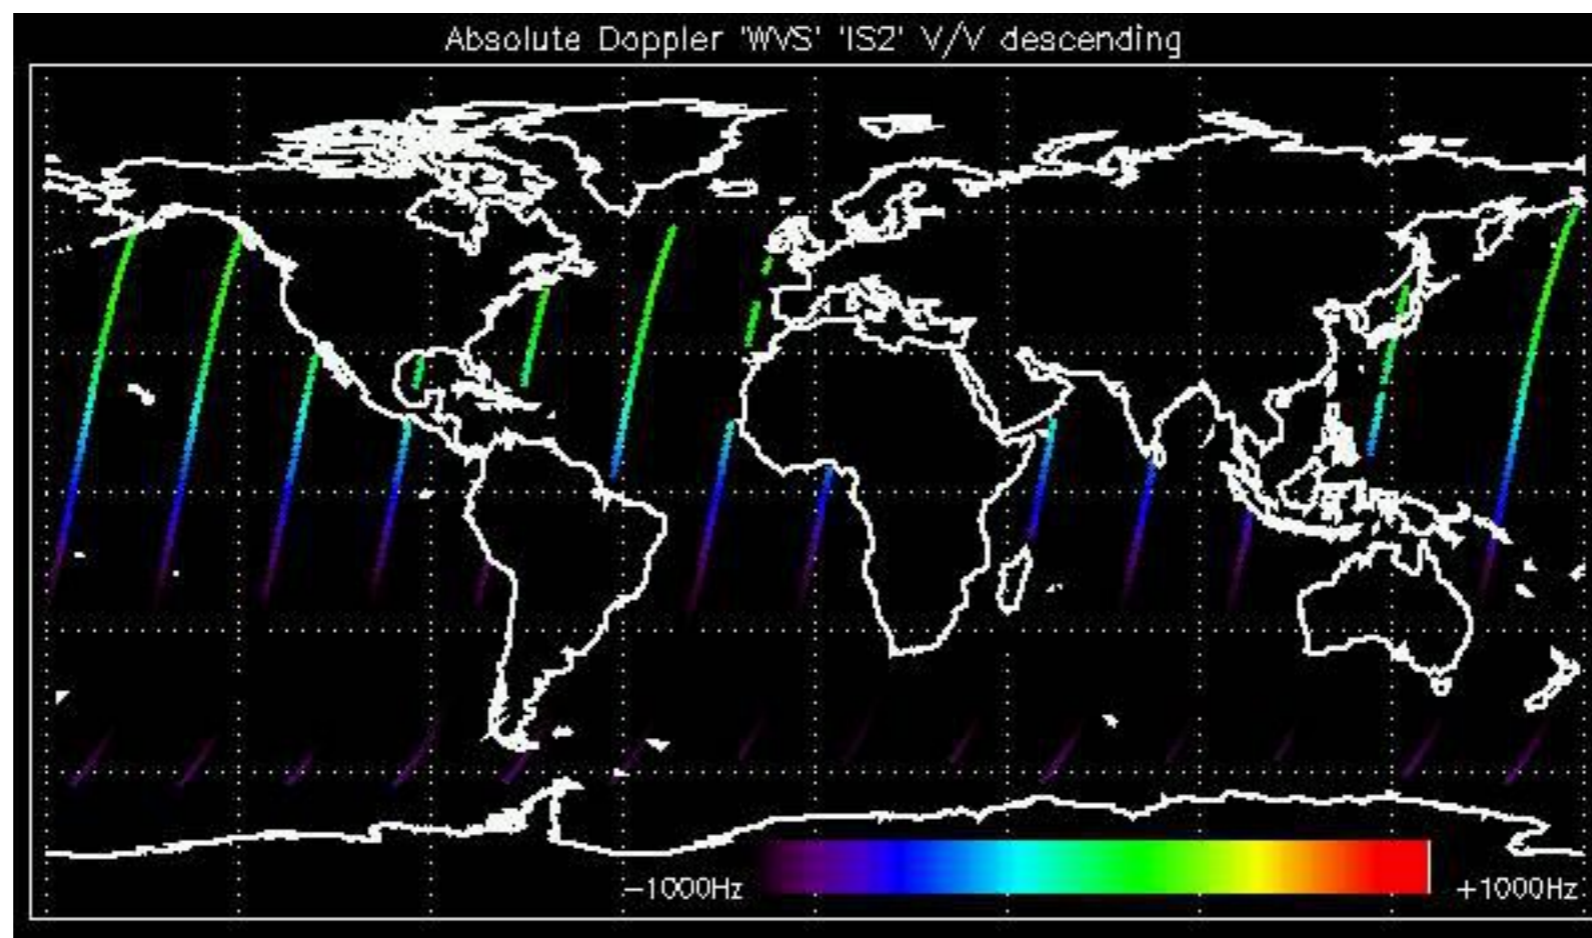 Absolute Doppler 'WVS' 'IS2' V/V descending
−1000Hz
+1000Hz